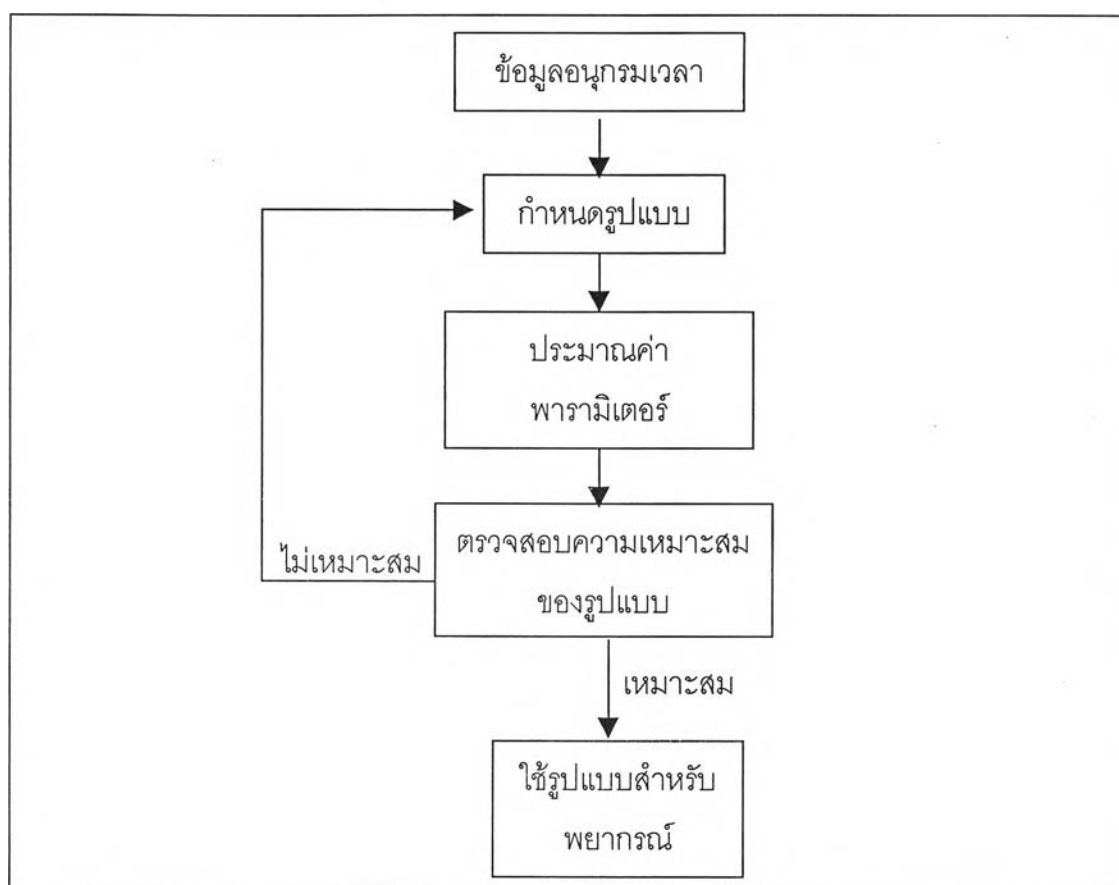 ข้อมูลอนุกรมเวลา
กำหนดรูปแบบ
ประมาณค่า
พารามิเตอร์
ตรวจสอบความเหมาะสม
ของรูปแบบ
ไม่เหมาะสม
เหมาะสม
ใช้รูปแบบสำหรับ
พยากรณ์